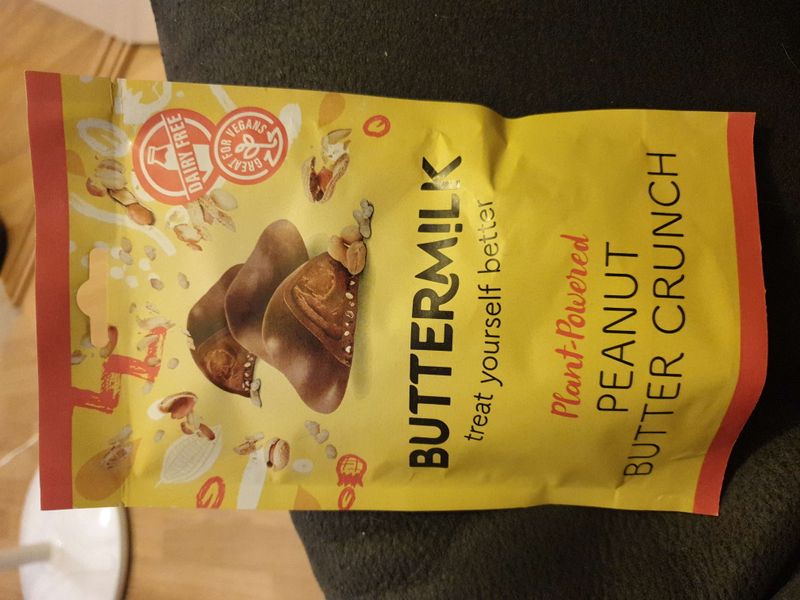 DAIRY FREE
GREAT FOR VEGANS
BUTTERMILK
treat yourself better
Plant-Powered
PEANUT
BUTTER CRUNCH